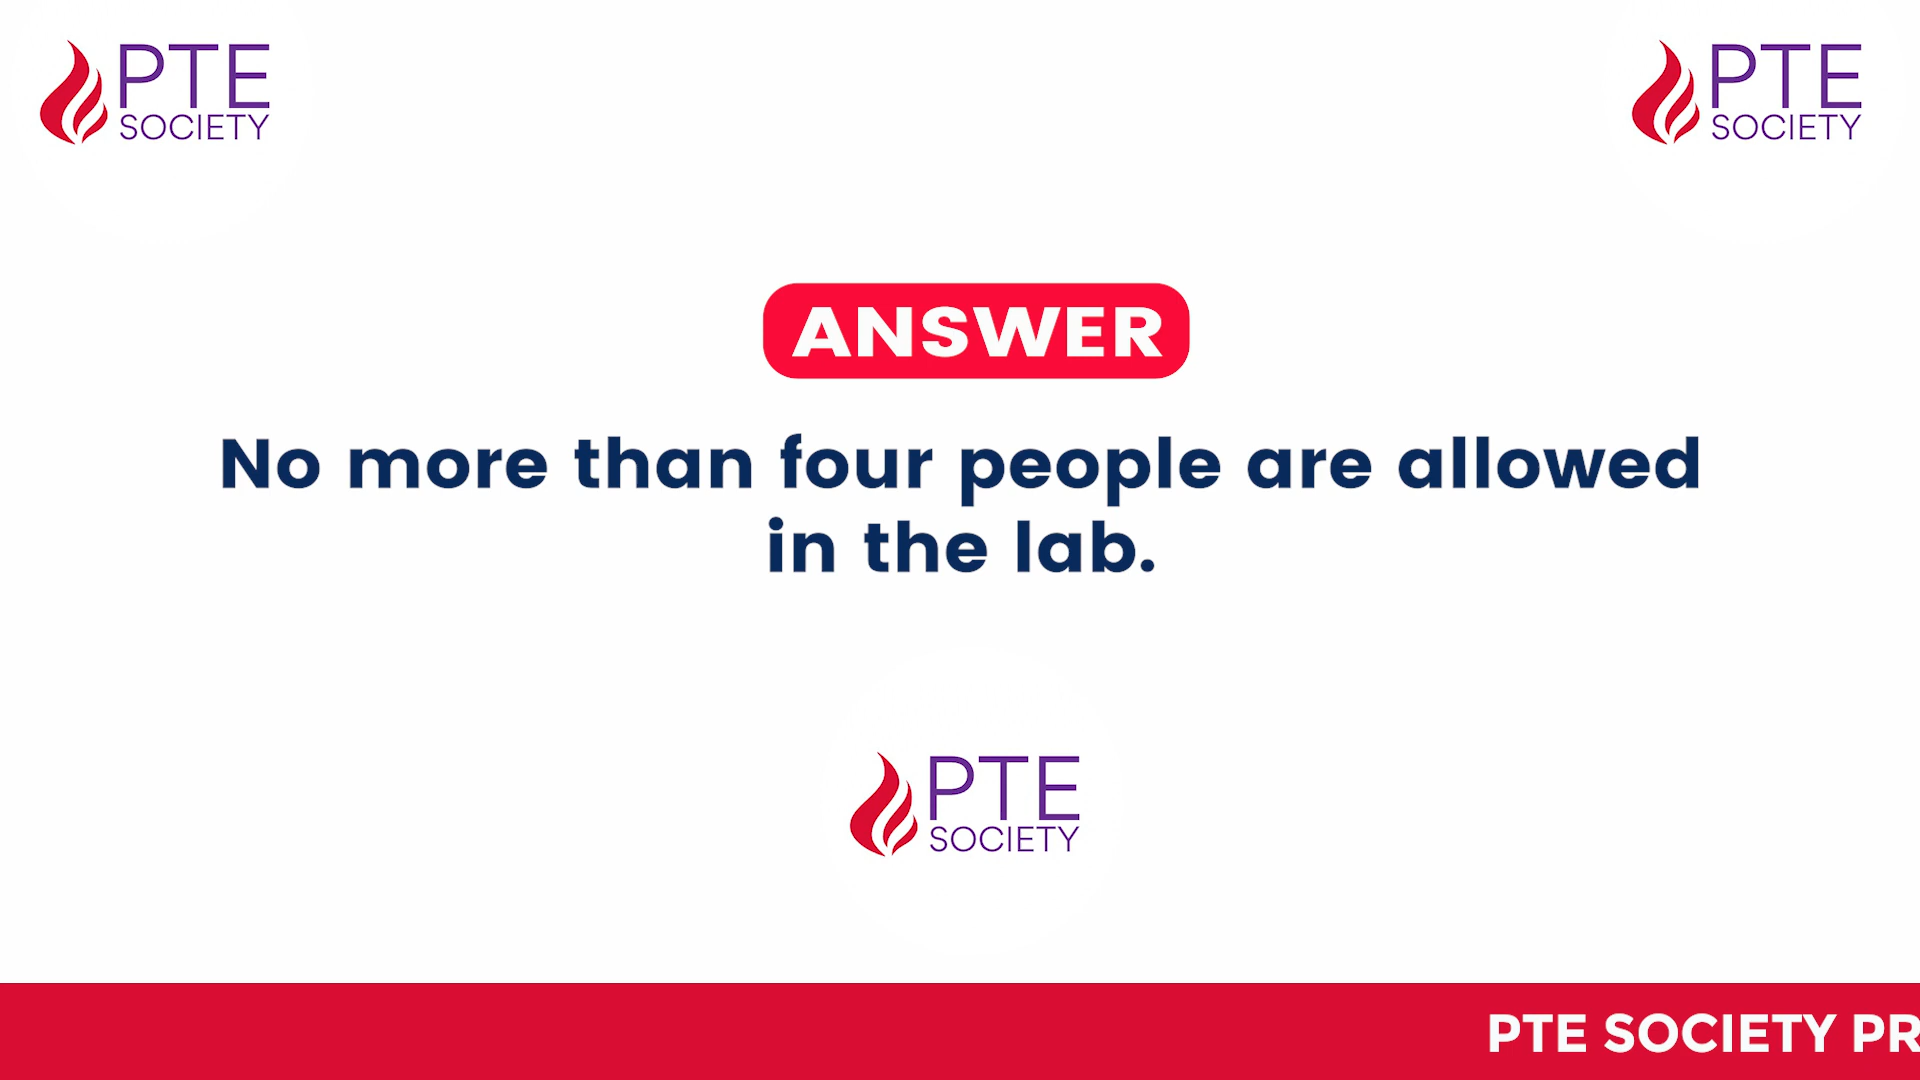 PTE
SOCIETY
PTE
SOCIETY
ANSWER
No more than four people are allowed
in the lab.
PTE
SOCIETY
PTE SOCIETY PR